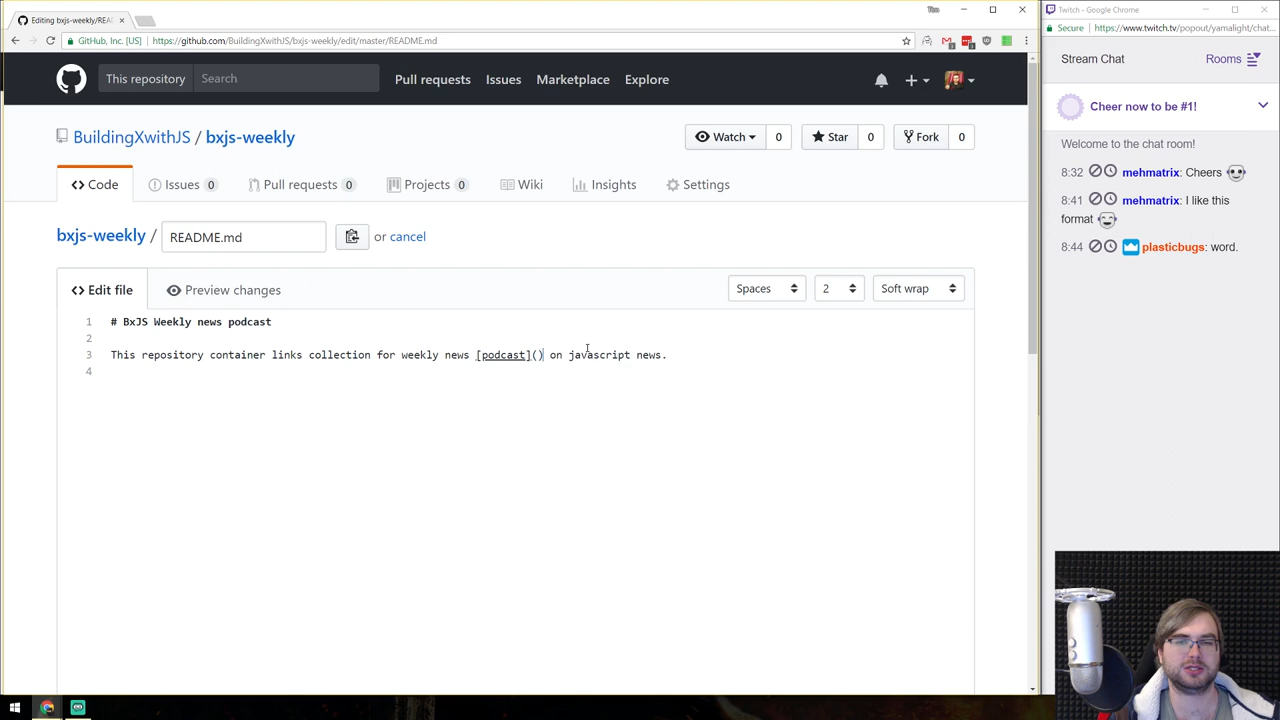 Editing bxjs-weekly/REA
Tim
GitHub, Inc. [US]
https://github.com/BuildingXwithJS/bxjs-weekly/edit/master/README.md
This repository
Search
Pull requests
Issues
Marketplace
Explore
BuildingXwithJS / bxjs-weekly
Watch
0
Star
0
Fork
0
Code
Issues 0
Pull requests 0
Projects 0
Wiki
Insights
Settings
bxjs-weekly /
README.md
or cancel
Edit file
Preview changes
Spaces
2
Soft wrap
1 # BxJS Weekly news podcast
2
3 This repository container links collection for weekly news [podcast]() on javascript news.
4
Twitch - Google Chrome
Secure
https://www.twitch.tv/popout/yamalight/chat...
Stream Chat
Rooms
Cheer now to be #1!
Welcome to the chat room!
8:32 mehmatrix: Cheers
8:41 mehmatrix: I like this
format
8:44 plasticbugs: word.